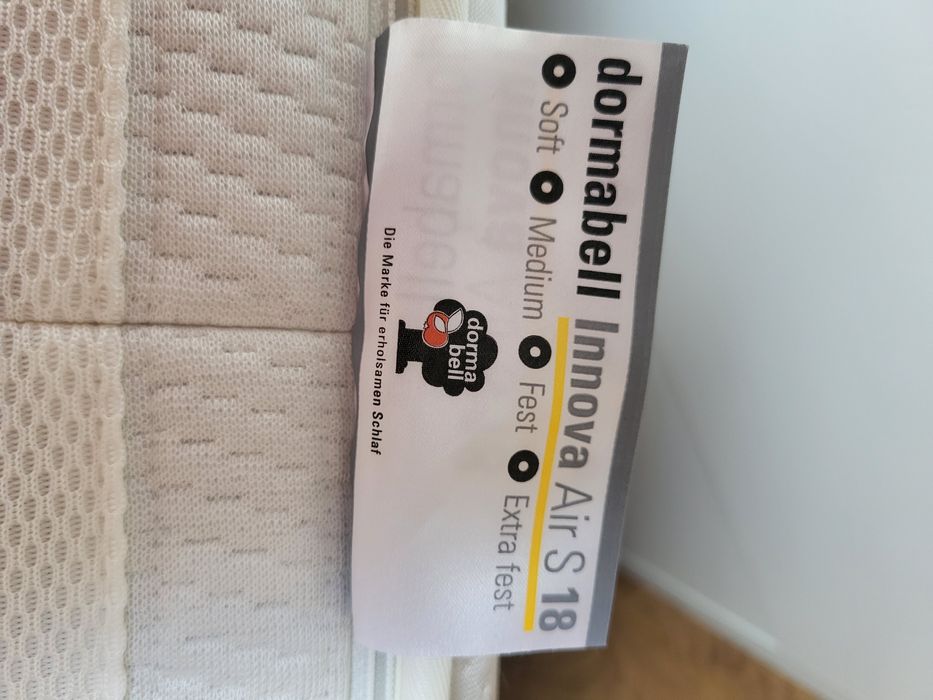 dormabell Innova Air S 18
Soft Medium Fest Extra fest
dorma
bell
Die Marke für erholsamen Schlaf